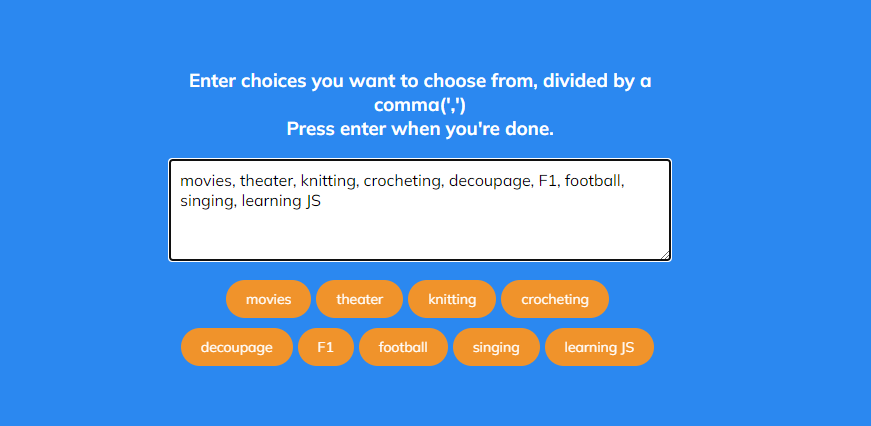 Enter choices you want to choose from, divided by a
comma(',')
Press enter when you're done.
movies, theater, knitting, crocheting, decoupage, F1, football,
singing, learning JS
movies theater knitting crocheting
decoupage F1 football singing learning JS